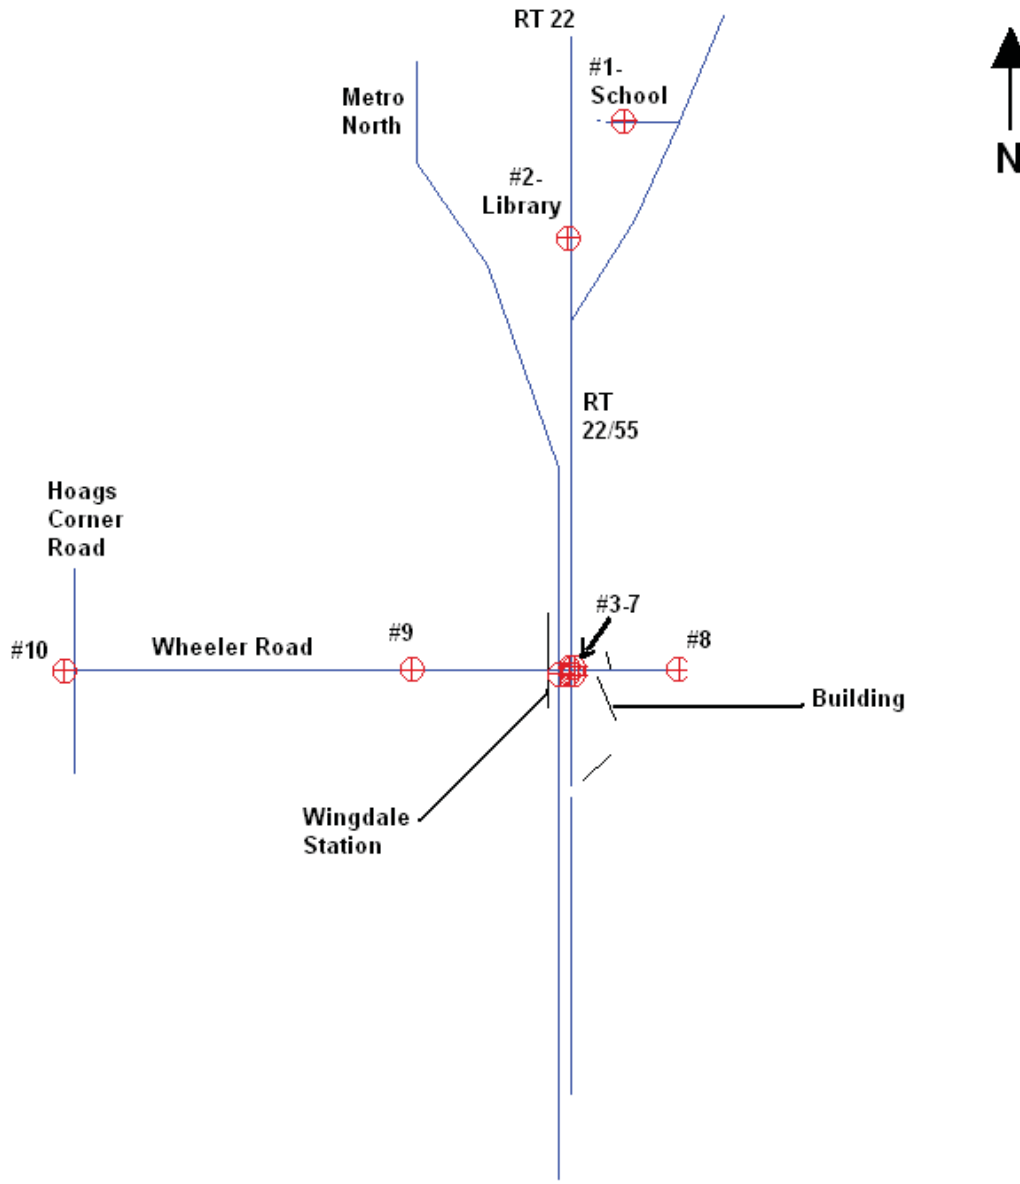 RT 22
#1-
School
Metro
North
N
#2-
Library
RT
22/55
Hoags
Corner
Road
#3-7
#10
Wheeler Road
#9
#8
Building
Wingdale
Station